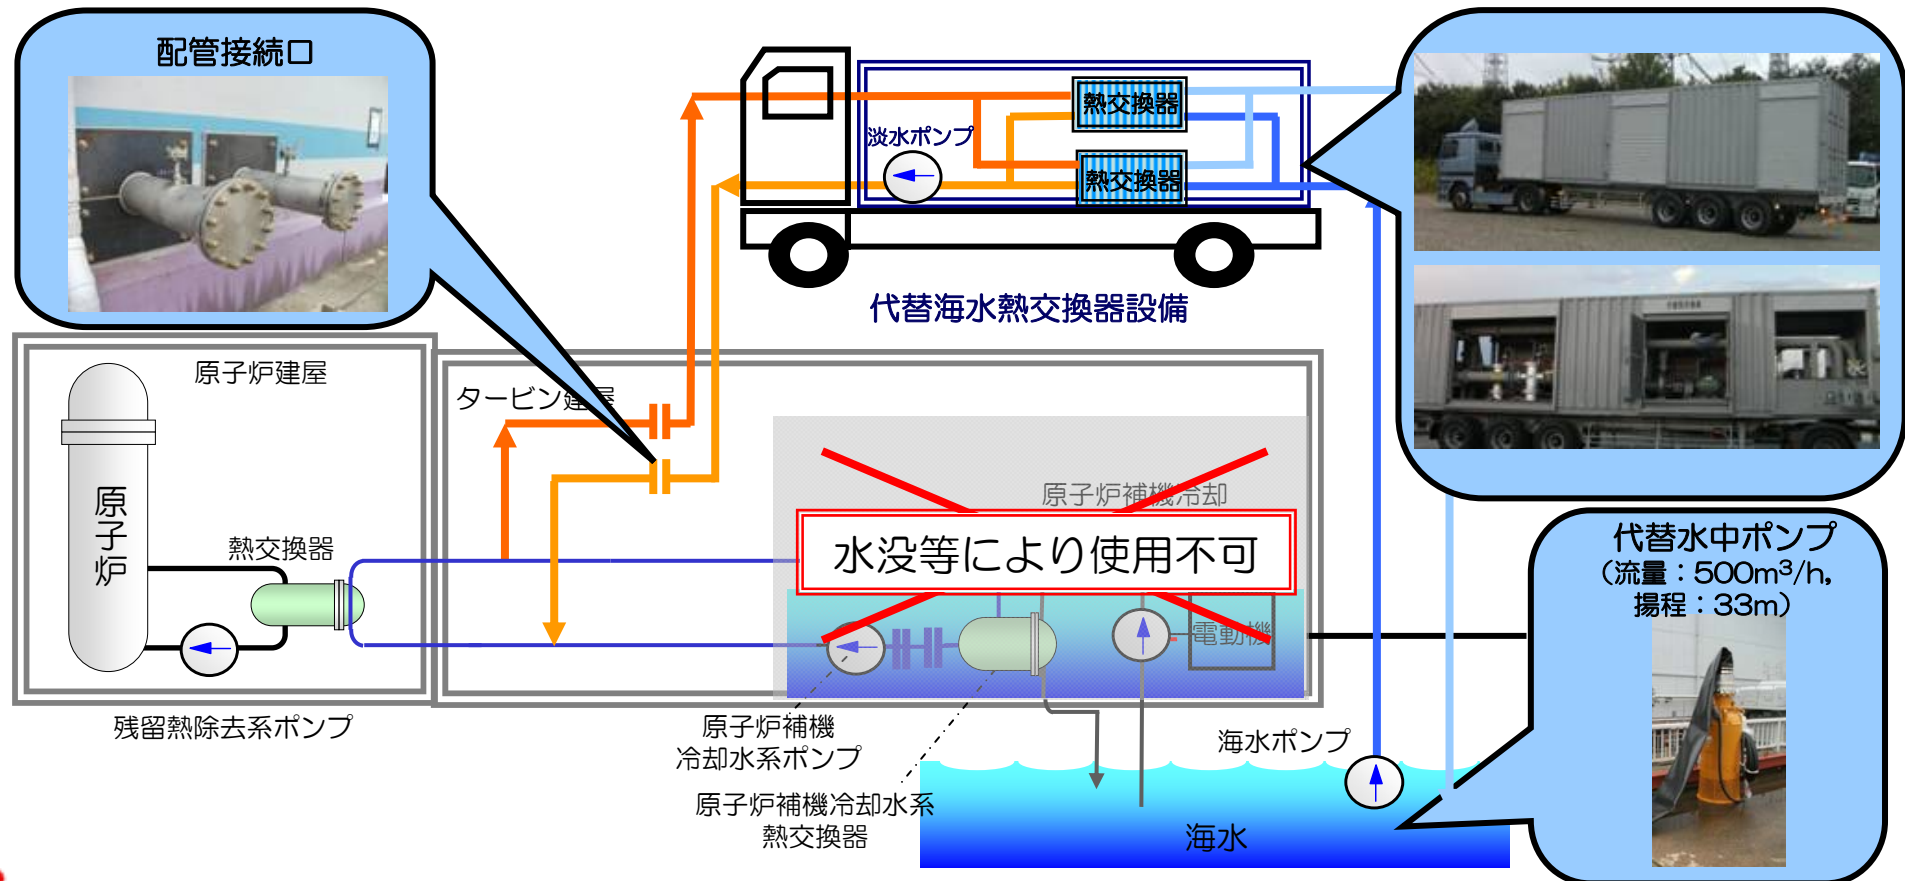 配管接続口
熱交換器
淡水ポンプ
熱交換器
代替海水熱交換器設備
原子炉建屋
タービン建屋
原子炉
熱交換器
原子炉補機冷却
水没等により使用不可
電動機
代替水中ポンプ
（流量：500m³/h,
揚程：33m）
残留熱除去系ポンプ
原子炉補機
冷却水系ポンプ
海水ポンプ
原子炉補機冷却水系
熱交換器
海水